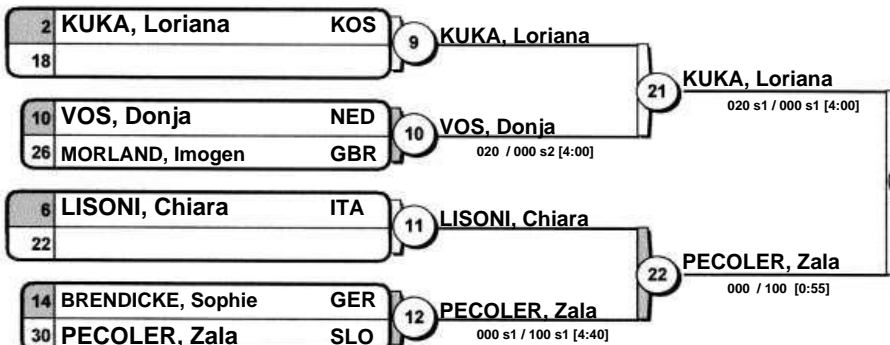 2 KUKA, Loriana KOS
18
9
KUKA, Loriana
10 VOS, Donja NED
26 MORLAND, Imogen GBR
10
VOS, Donja
020 / 000 s2 [4:00]
21
KUKA, Loriana
020 s1 / 000 s1 [4:00]
6 LISONI, Chiara ITA
22
11
LISONI, Chiara
14 BRENDICKE, Sophie GER
30 PECOLER, Zala SLO
12
PECOLER, Zala
000 s1 / 100 s1 [4:40]
22
PECOLER, Zala
000 / 100 [0:55]